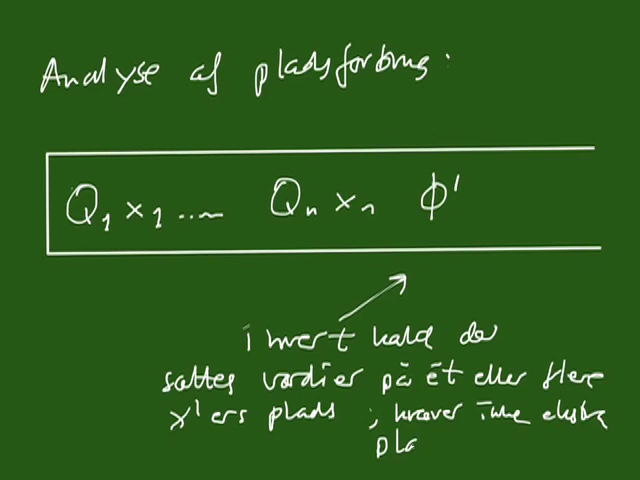 Analyse af pladsforbrug:
Q₁ x₁ .... Qₙ xₙ ϕ'
i hvert kald der
sættes værdier på ét eller flere
x'ers plads ; kræver ikke ekstra
pla